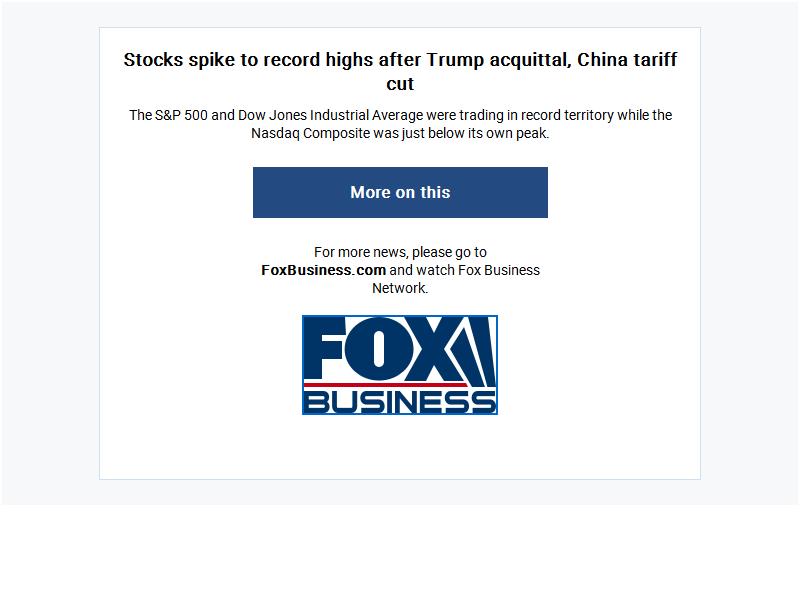 Stocks spike to record highs after Trump acquittal, China tariff
cut
The S&P 500 and Dow Jones Industrial Average were trading in record territory while the
Nasdaq Composite was just below its own peak.
More on this
For more news, please go to
FoxBusiness.com and watch Fox Business
Network.
FOX
BUSINESS